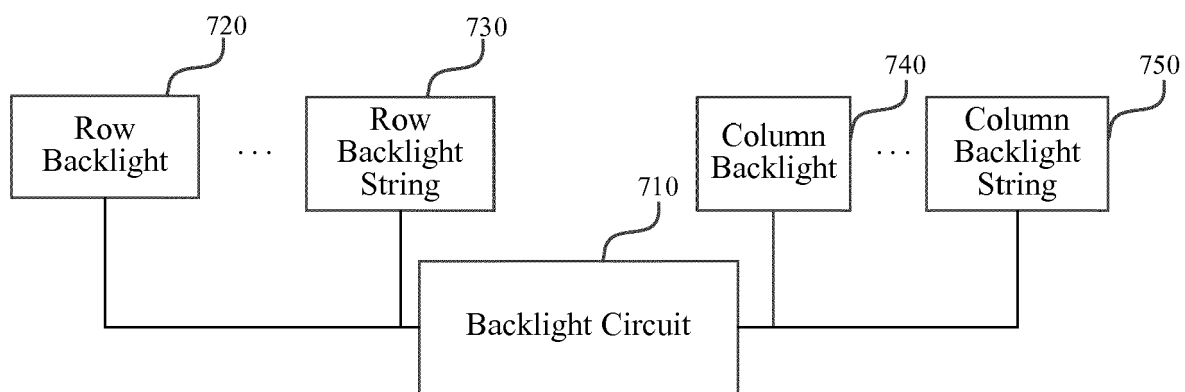 720
730
740
750
Row
Backlight
...
Row
Backlight
String
Column
Backlight
...
Column
Backlight
String
710
Backlight Circuit